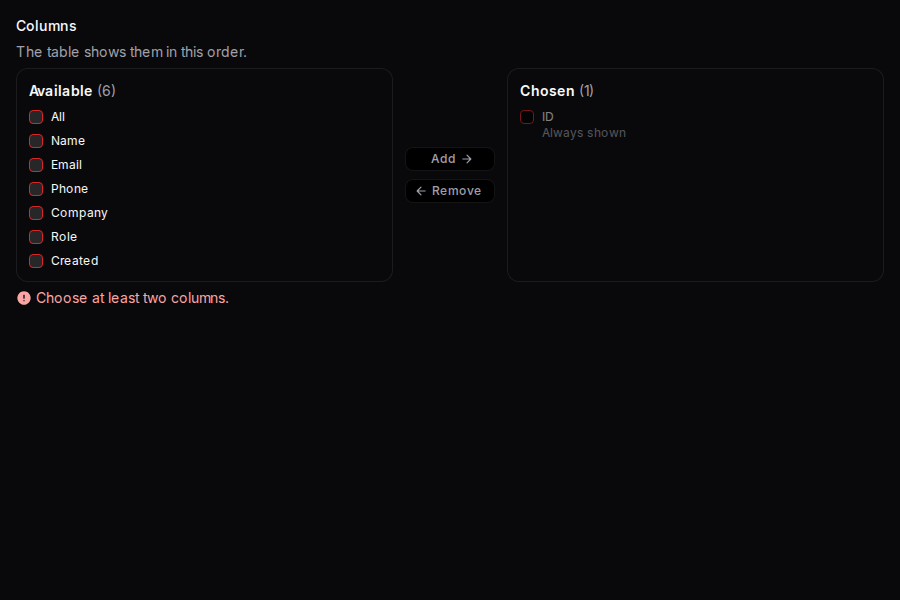 Columns
The table shows them in this order.
Available (6)
All
Name
Email
Phone
Company
Role
Created
Add →
← Remove
Chosen (1)
ID
Always shown
Choose at least two columns.